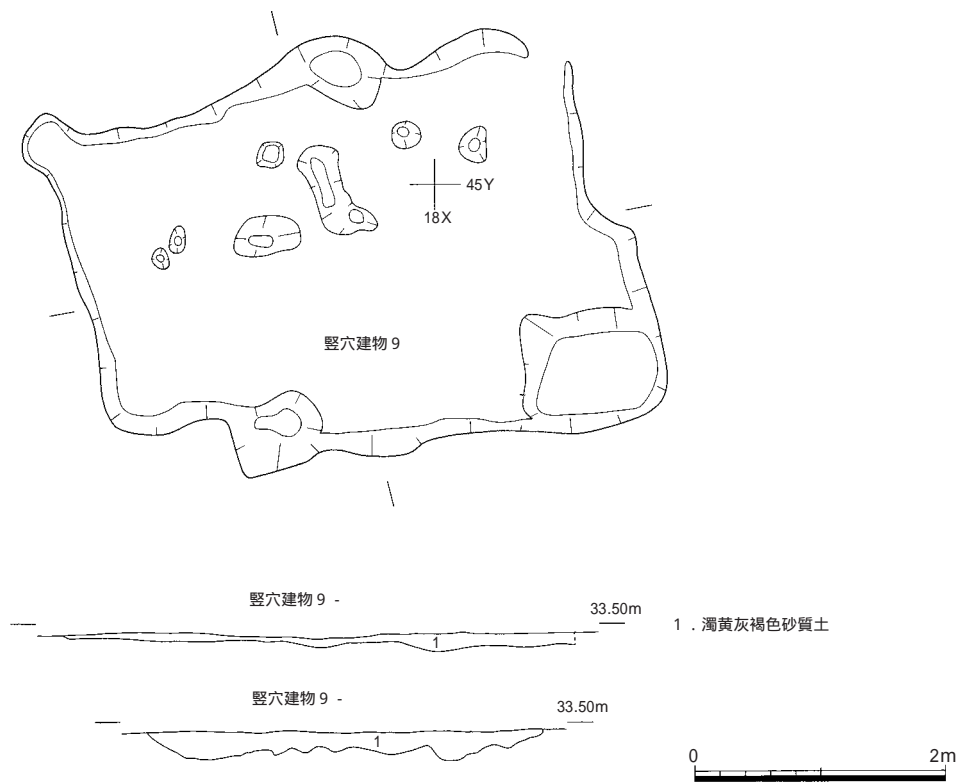 45Y
18X
竪穴建物 9
竪穴建物 9 -
33.50m
1
1 . 濁黄灰褐色砂質土
竪穴建物 9 -
33.50m
1
0 2m